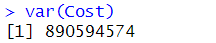 > var(Cost)
[1] 890594574